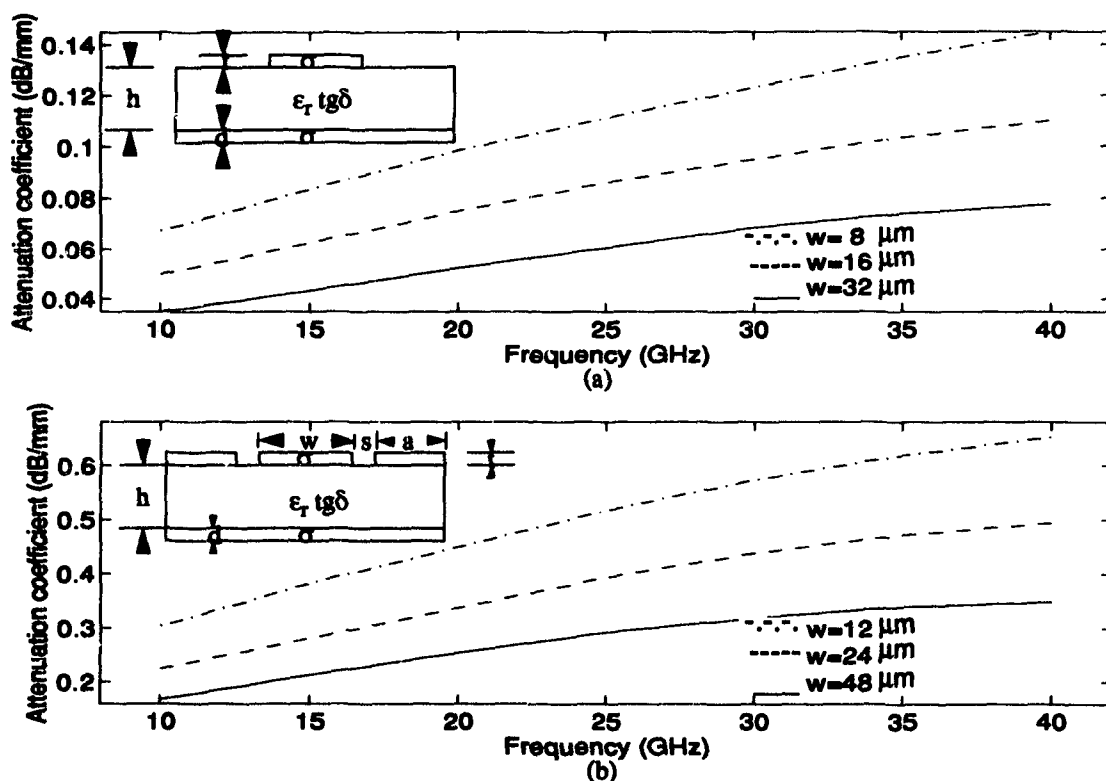 Attenuation coefficient (dB/mm)
0.14
0.12
0.1
0.08
0.06
0.04
h
σ
εr tgδ
σ
σ
w= 8 μm
w=16 μm
w=32 μm
10 15 20 25 30 35 40
Frequency (GHz)
(a)
Attenuation coefficient (dB/mm)
0.6
0.5
0.4
0.3
0.2
w s a
σ
h
εr tgδ
σ
σ
w=12 μm
w=24 μm
w=48 μm
10 15 20 25 30 35 40
Frequency (GHz)
(b)